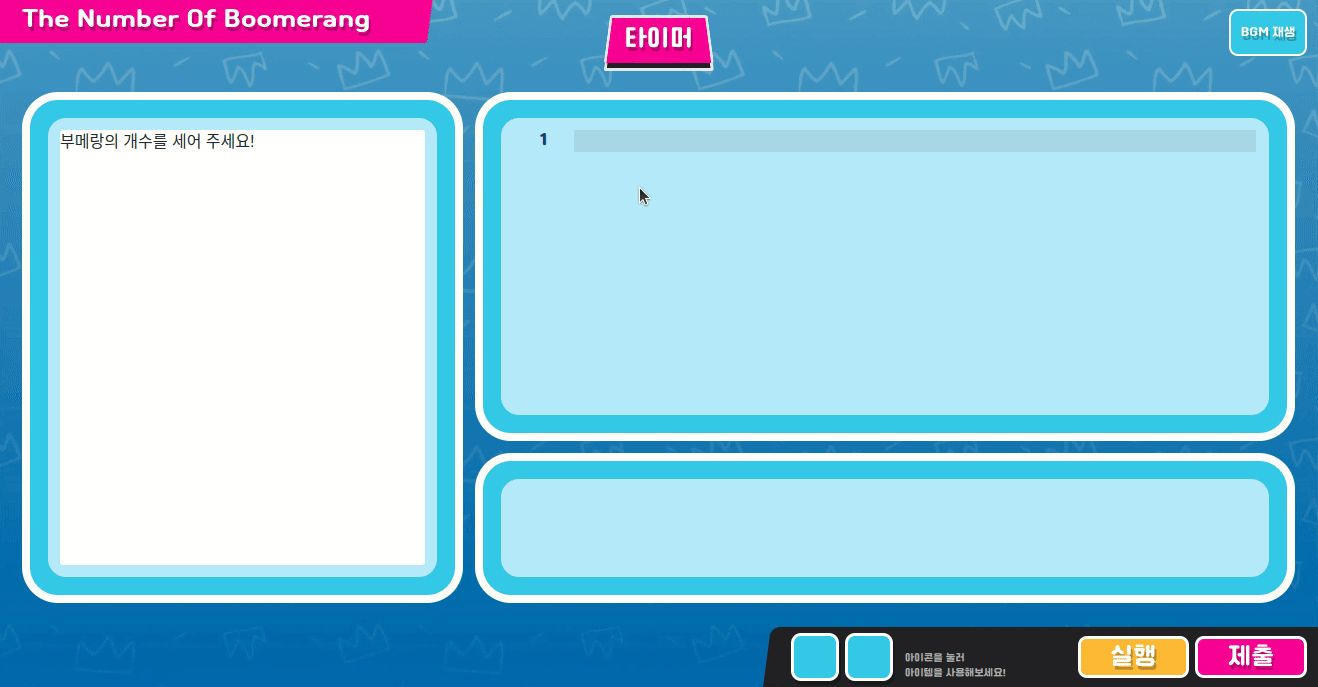 The Number Of Boomerang
타이머
BGM 재생
부메랑의 개수를 세어 주세요!
1
아이콘을 눌러
아이템을 사용해보세요!
실행
제출